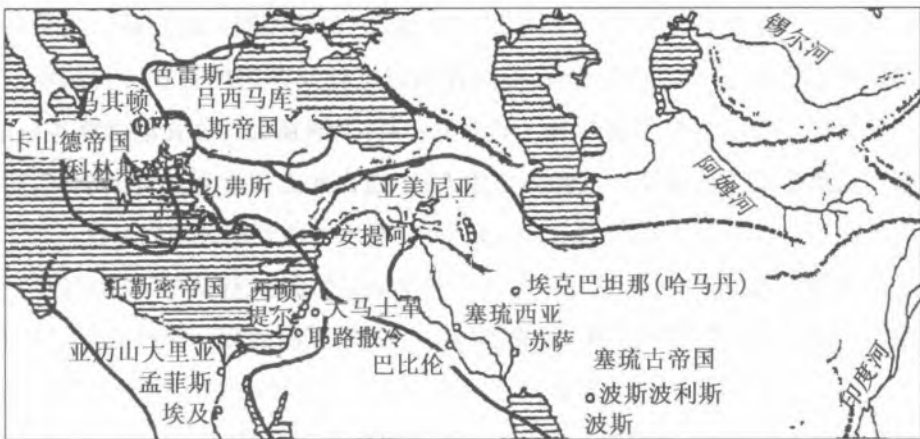 锡尔河
色雷斯
马其顿
吕西马库
斯帝国
卡山德帝国
科林斯
以弗所
亚美尼亚
阿姆河
安提阿
托勒密帝国
西顿
提尔
大马士革
耶路撒冷
埃克巴坦那(哈马丹)
塞琉西亚
苏萨
亚历山大里亚
巴比伦
塞琉古帝国
孟菲斯
埃及
波斯波利斯
波斯
印度河